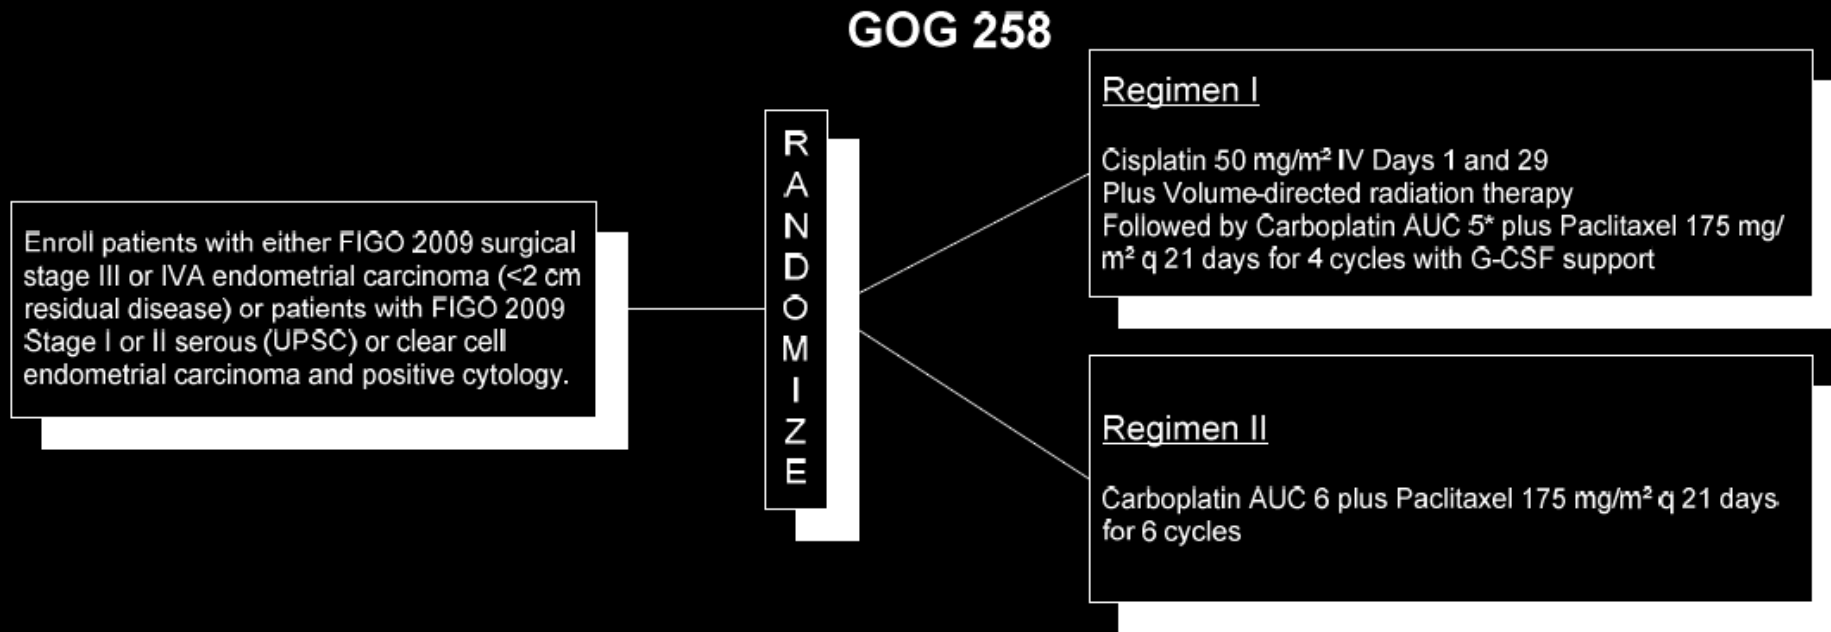 GOG 258
Enroll patients with either FIGO 2009 surgical
stage III or IVA endometrial carcinoma (<2 cm
residual disease) or patients with FIGO 2009
Stage I or II serous (UPSC) or clear cell
endometrial carcinoma and positive cytology.
R
A
N
D
O
M
I
Z
E
Regimen I
Cisplatin 50 mg/m² IV Days 1 and 29
Plus Volume-directed radiation therapy
Followed by Carboplatin AUC 5* plus Paclitaxel 175 mg/
m² q 21 days for 4 cycles with G-CSF support
Regimen II
Carboplatin AUC 6 plus Paclitaxel 175 mg/m² q 21 days
for 6 cycles